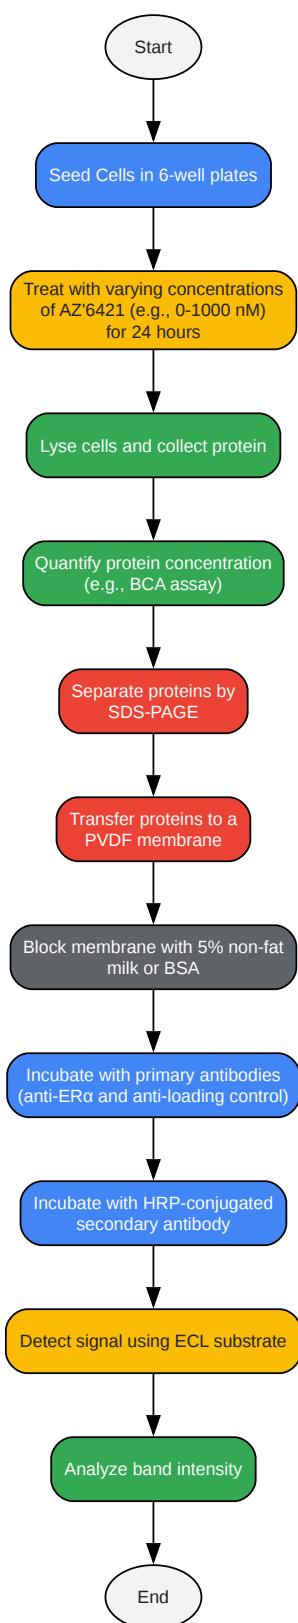 Start
Seed Cells in 6-well plates
Treat with varying concentrations
of AZ'6421 (e.g., 0-1000 nM)
for 24 hours
Lyse cells and collect protein
Quantify protein concentration
(e.g., BCA assay)
Separate proteins by
SDS-PAGE
Transfer proteins to a
PVDF membrane
Block membrane with 5% non-fat
milk or BSA
Incubate with primary antibodies
(anti-ERα and anti-loading control)
Incubate with HRP-conjugated
secondary antibody
Detect signal using ECL substrate
Analyze band intensity
End